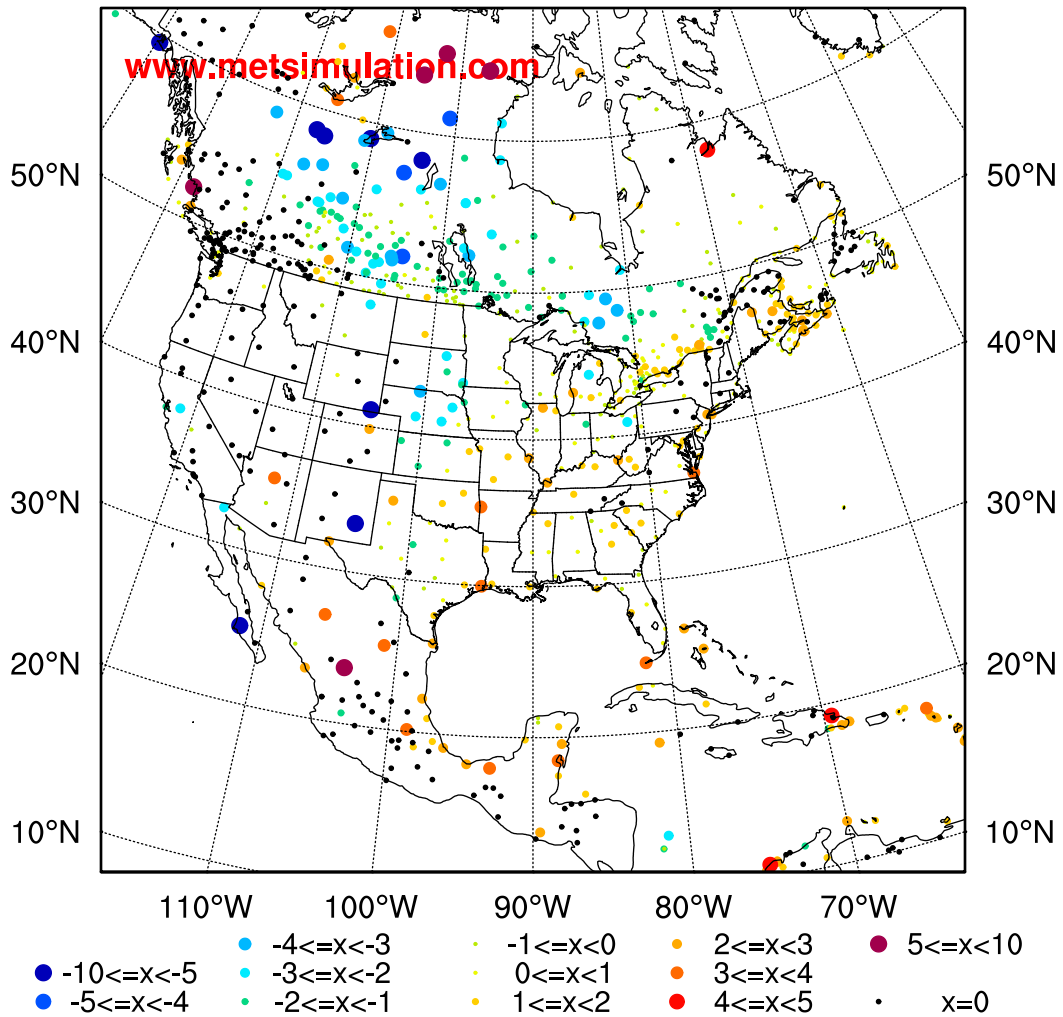 www.metsimulation.com
50°N 50°N
40°N 40°N
30°N 30°N
20°N 20°N
10°N 10°N
110°W 100°W 90°W 80°W 70°W
-4<=x<-3 -1<=x<0 2<=x<3 5<=x<10
-10<=x<-5 -3<=x<-2 0<=x<1 3<=x<4
-5<=x<-4 -2<=x<-1 1<=x<2 4<=x<5 x=0